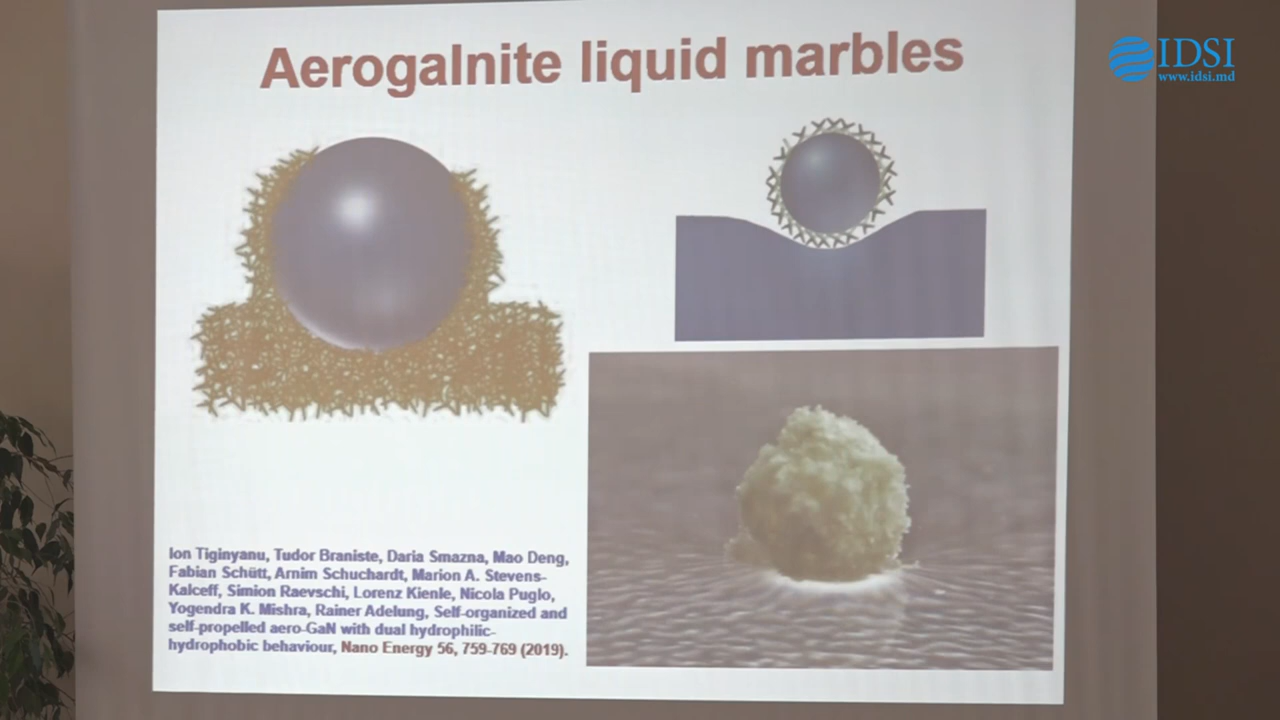 Aerogalnite liquid marbles
IDSI
www.idsi.md
Ion Tiginyanu, Tudor Braniste, Daria Smazna, Mao Deng,
Fabian Schütt, Arnim Schuchardt, Marion A. Stevens-
Kalceff, Simion Raevschi, Lorenz Kienle, Nicola Puglo,
Yogendra K. Mishra, Rainer Adelung, Self-organized and
self-propelled aero-GaN with dual hydrophilic-
hydrophobic behaviour, Nano Energy 56, 759-769 (2019).